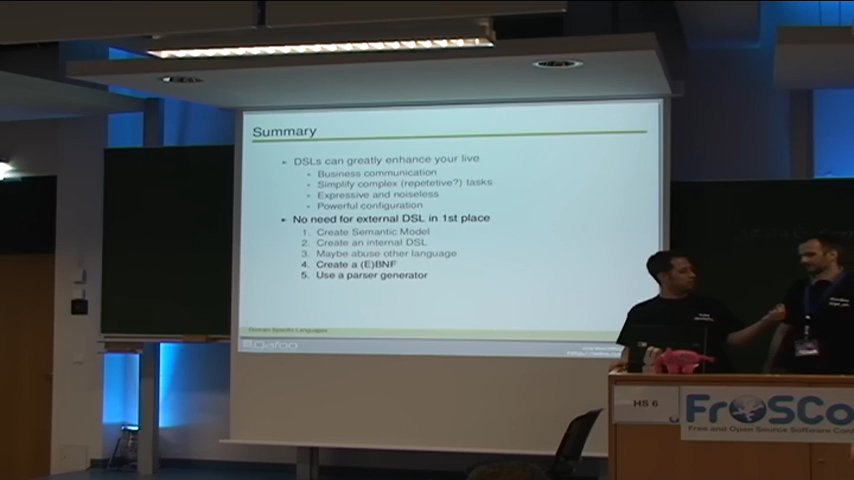 Summary
DSLs can greatly enhance your live
Business communication
Simplify complex (repetetive?) tasks
Expressive and noiseless
Powerful configuration
No need for external DSL in 1st place
1. Create Semantic Model
2. Create an internal DSL
3. Maybe abuse other language
4. Create a (E)BNF
5. Use a parser generator
Domain Specific Languages
Qafoo
HS 6
FrOSCo
Free and Open Source Software Con